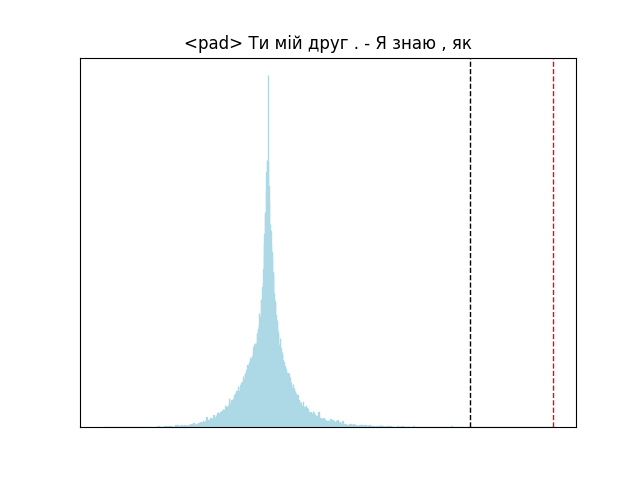 <pad> Ти мій друг . - Я знаю , як